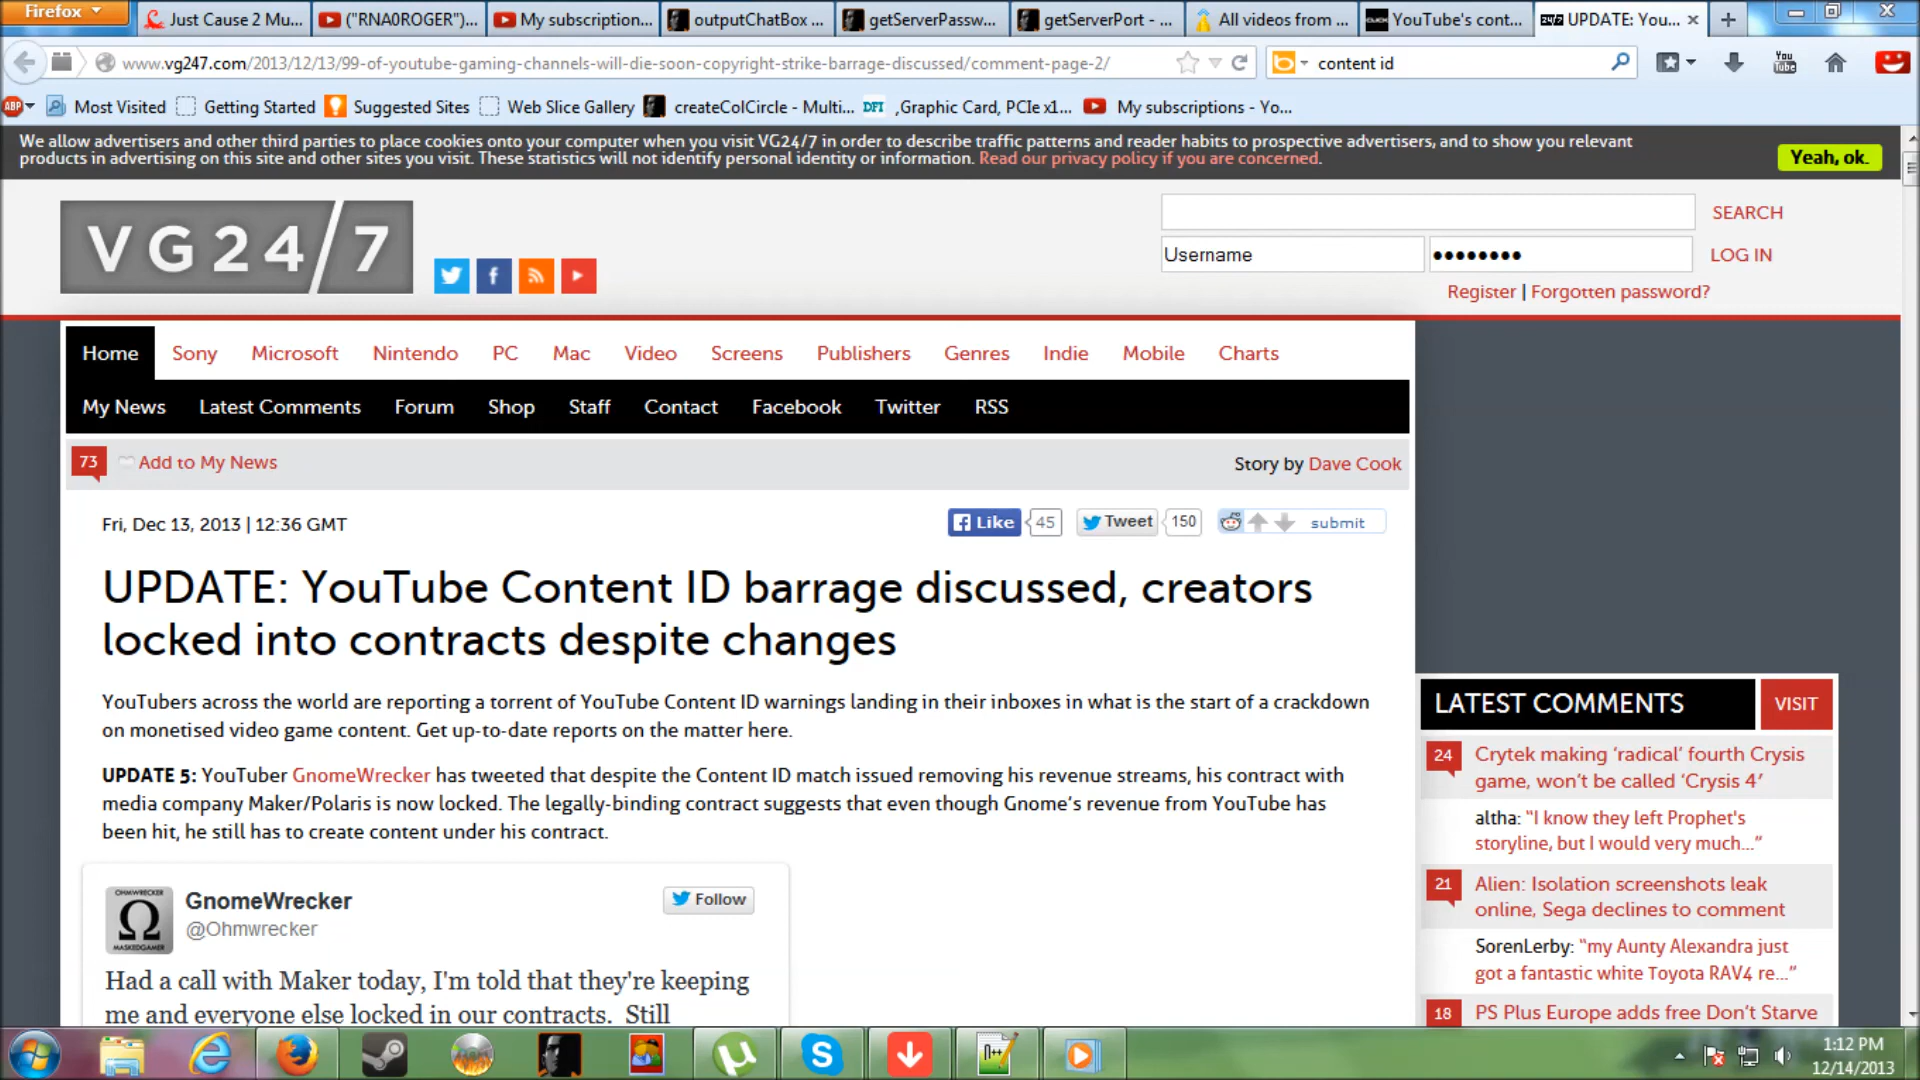 Firefox
Just Cause 2 Mu...
("RNA0ROGER")...
My subscription...
outputChatBox ...
getServerPassw...
getServerPort - ...
All videos from ...
YouTube's cont...
24/7 UPDATE: You...
www.vg247.com/2013/12/13/99-of-youtube-gaming-channels-will-die-soon-copyright-strike-barrage-discussed/comment-page-2/
content id
You Tube
ABP
Most Visited
Getting Started
Suggested Sites
Web Slice Gallery
createColCircle - Multi...
DFI ,Graphic Card, PCIe x1...
My subscriptions - Yo...
We allow advertisers and other third parties to place cookies onto your computer when you visit VG24/7 in order to describe traffic patterns and reader habits to prospective advertisers, and to show you relevant
products in advertising on this site and other sites you visit. These statistics will not identify personal identity or information. Read our privacy policy if you are concerned.
Yeah, ok.
VG24/7
SEARCH
Username
LOG IN
Register | Forgotten password?
Home Sony Microsoft Nintendo PC Mac Video Screens Publishers Genres Indie Mobile Charts
My News Latest Comments Forum Shop Staff Contact Facebook Twitter RSS
73 Add to My News
Story by Dave Cook
Fri, Dec 13, 2013 | 12:36 GMT
Like 45 Tweet 150 submit
UPDATE: YouTube Content ID barrage discussed, creators
locked into contracts despite changes
YouTubers across the world are reporting a torrent of YouTube Content ID warnings landing in their inboxes in what is the start of a crackdown
on monetised video game content. Get up-to-date reports on the matter here.
UPDATE 5: YouTuber GnomeWrecker has tweeted that despite the Content ID match issued removing his revenue streams, his contract with
media company Maker/Polaris is now locked. The legally-binding contract suggests that even though Gnome's revenue from YouTube has
been hit, he still has to create content under his contract.
OHMWRECKER
Ω
MASKEDGAMER
GnomeWrecker
@Ohmwrecker
Follow
Had a call with Maker today, I'm told that they're keeping
me and everyone else locked in our contracts. Still
LATEST COMMENTS
VISIT
24 Crytek making ‘radical’ fourth Crysis
game, won’t be called ‘Crysis 4’
altha: “I know they left Prophet's
storyline, but I would very much...”
21 Alien: Isolation screenshots leak
online, Sega declines to comment
SorenLerby: “my Aunty Alexandra just
got a fantastic white Toyota RAV4 re...”
18 PS Plus Europe adds free Don’t Starve
1:12 PM
12/14/2013